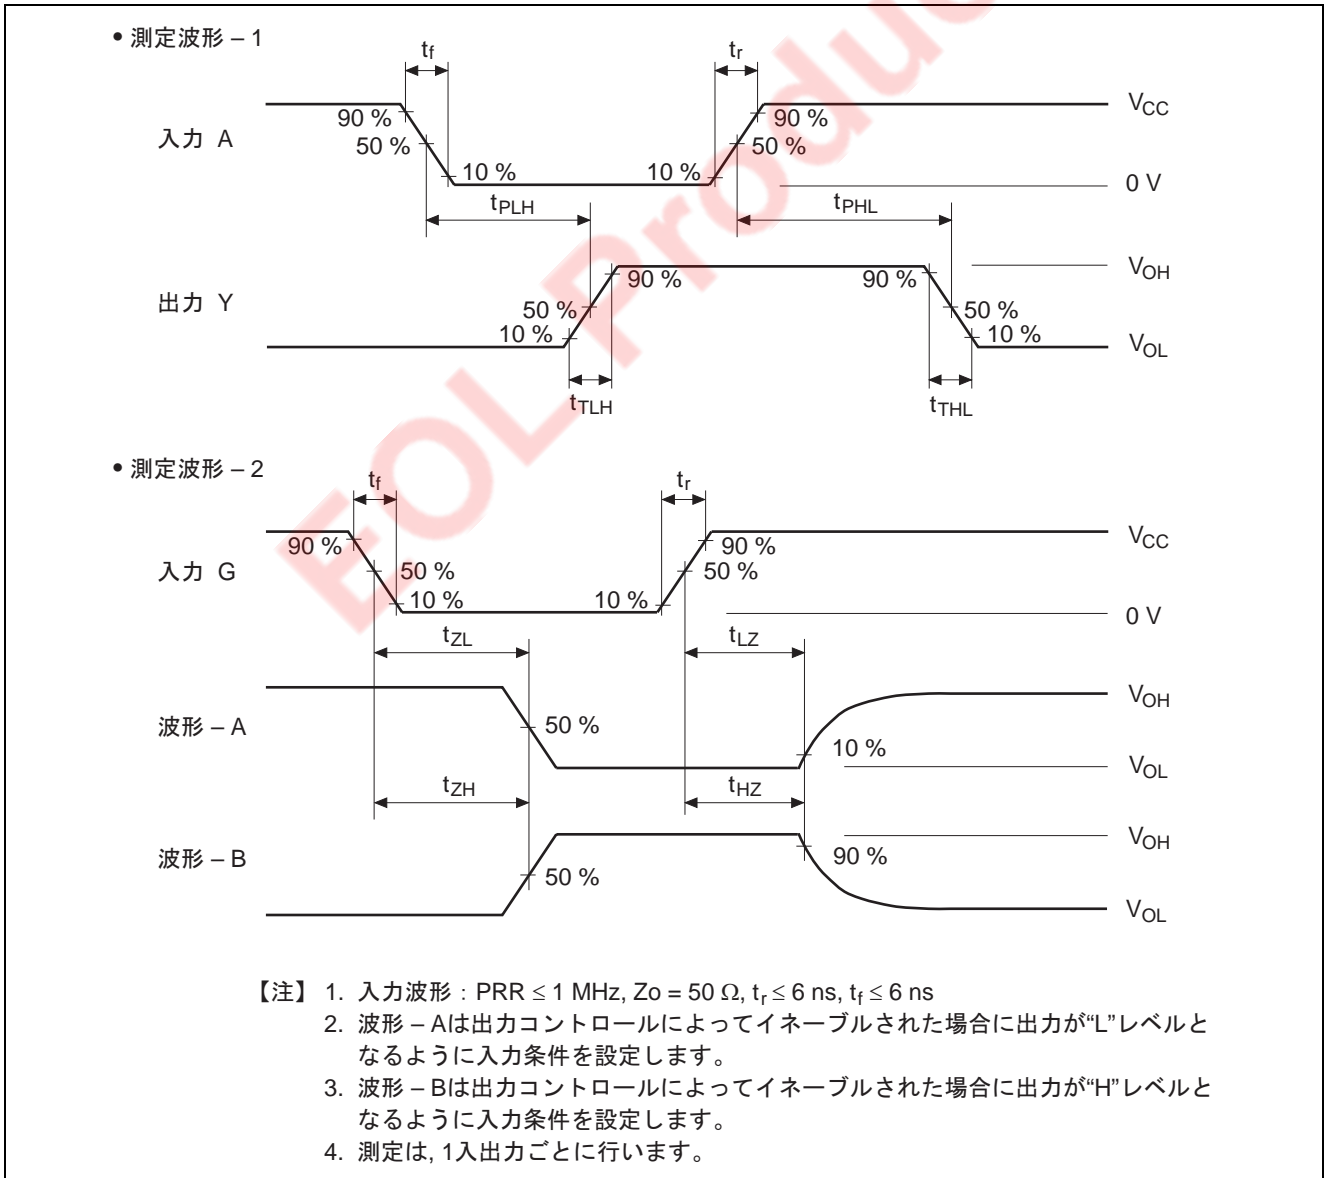 • 測定波形 – 1
tf
tr
入力 A
90 %
50 %
10 %
10 %
90 %
50 %
VCC
0 V
tPLH
tPHL
出力 Y
90 %
50 %
10 %
90 %
50 %
10 %
VOH
VOL
tTLH
tTHL
• 測定波形 – 2
tf
tr
入力 G
90 %
50 %
10 %
10 %
90 %
50 %
VCC
0 V
tZL
tLZ
波形 – A
50 %
10 %
VOH
VOL
tZH
tHZ
波形 – B
50 %
90 %
VOH
VOL
【注】 1. 入力波形 : PRR ≤ 1 MHz, Zo = 50 Ω, tr ≤ 6 ns, tf ≤ 6 ns
2. 波形 – Aは出力コントロールによってイネーブルされた場合に出力が“L”レベルと
なるように入力条件を設定します。
3. 波形 – Bは出力コントロールによってイネーブルされた場合に出力が“H”レベルと
なるように入力条件を設定します。
4. 測定は, 1入出力ごとに行います。
EOL Produc